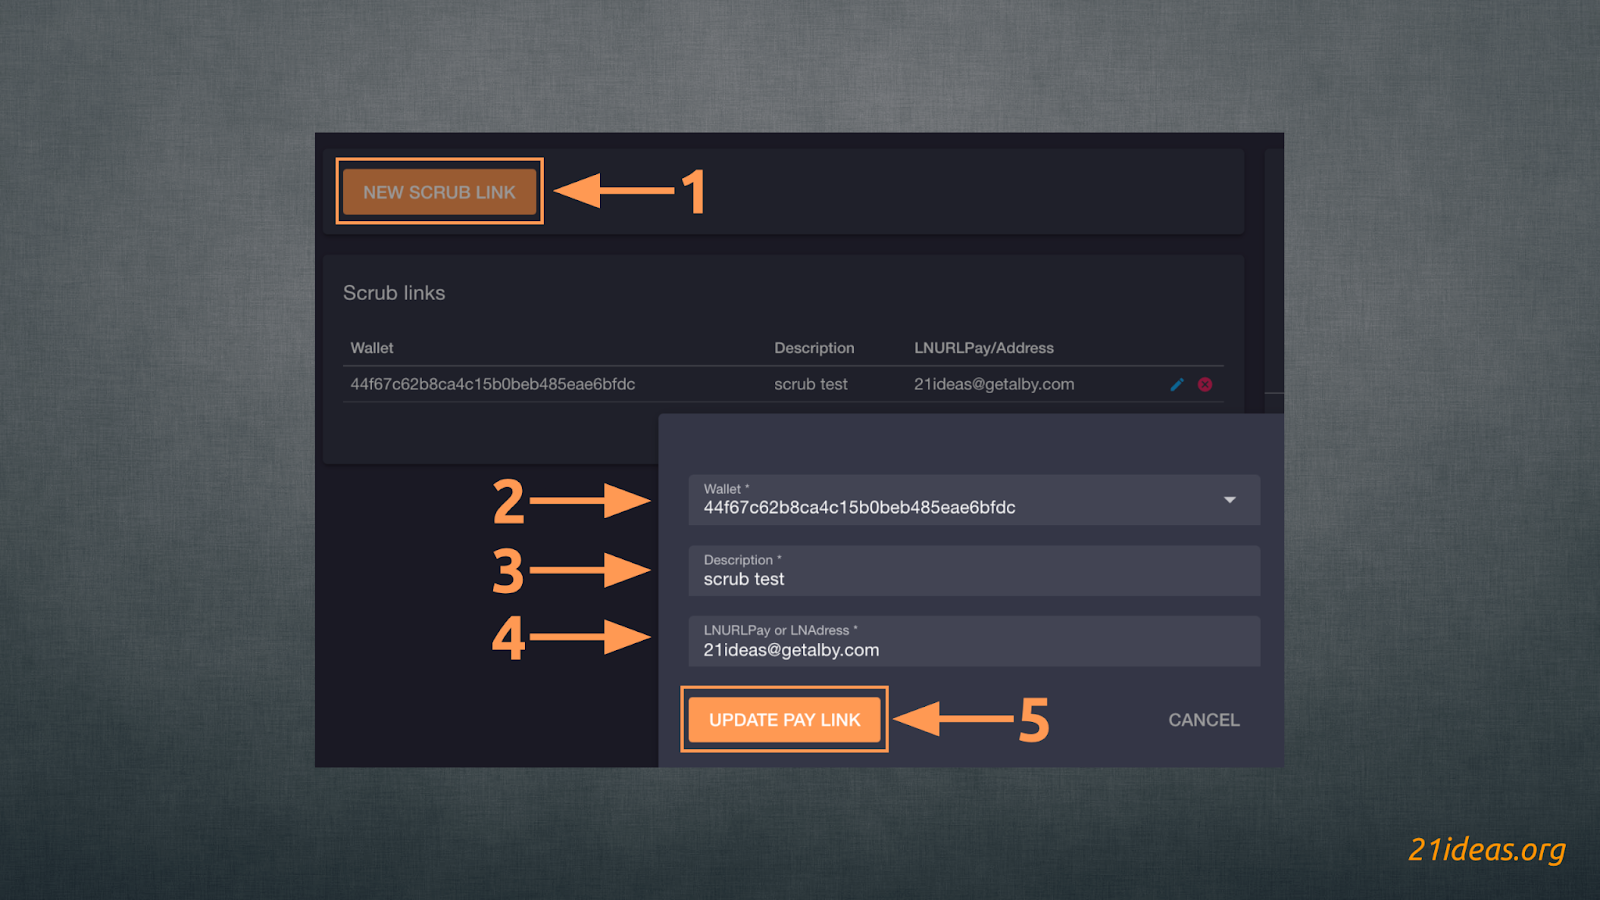 NEW SCRUB LINK
1
Scrub links
Wallet Description LNURLPay/Address
44f67c62b8ca4c15b0beb485eae6bfdc scrub test 21ideas@getalby.com
2
Wallet *
44f67c62b8ca4c15b0beb485eae6bfdc
3
Description *
scrub test
4
LNURLPay or LNAdress *
21ideas@getalby.com
UPDATE PAY LINK
5
CANCEL
21ideas.org